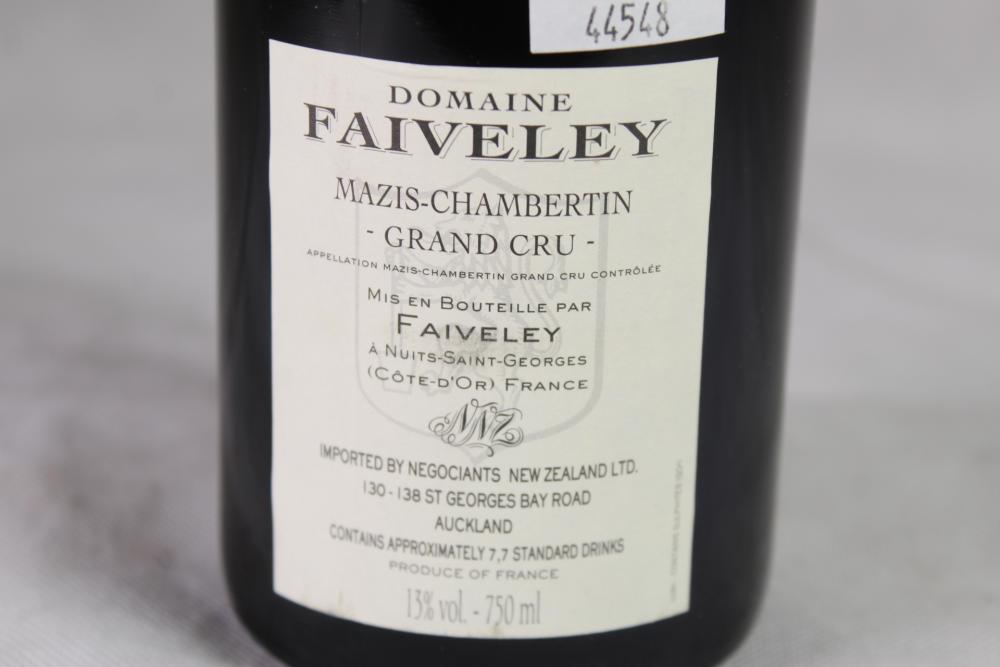 44548
DOMAINE
FAIVELEY
MAZIS-CHAMBERTIN
- GRAND CRU -
APPELLATION MAZIS-CHAMBERTIN GRAND CRU CONTRÔLÉE
MIS EN BOUTEILLE PAR
FAIVELEY
À NUITS-SAINT-GEORGES
(CÔTE-D'OR) FRANCE
NNZ
IMPORTED BY NEGOCIANTS NEW ZEALAND LTD.
130-138 ST GEORGES BAY ROAD
AUCKLAND
CONTAINS APPROXIMATELY 7,7 STANDARD DRINKS
PRODUCE OF FRANCE
13% vol. - 750 ml
CONTAINS SULPHITES